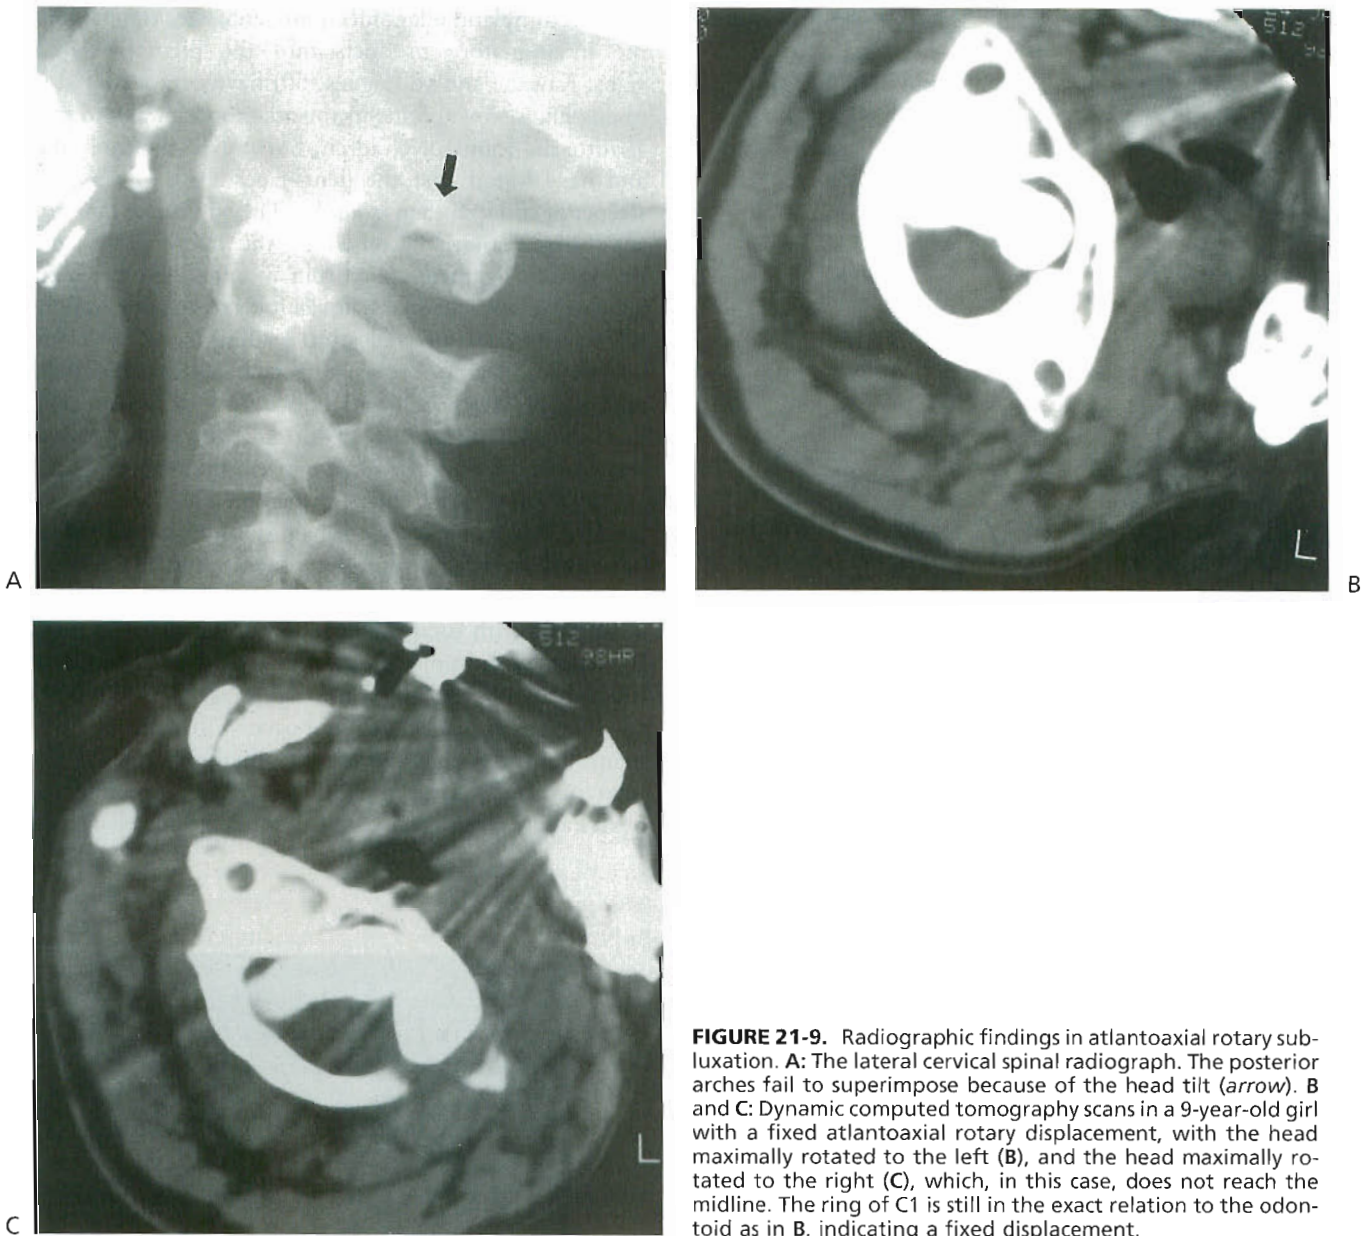 S12
S12
98HR
L
L
A
B
C
FIGURE 21-9. Radiographic findings in atlantoaxial rotary sub-
luxation. A: The lateral cervical spinal radiograph. The posterior
arches fail to superimpose because of the head tilt (arrow). B
and C: Dynamic computed tomography scans in a 9-year-old girl
with a fixed atlantoaxial rotary displacement, with the head
maximally rotated to the left (B), and the head maximally ro-
tated to the right (C), which, in this case, does not reach the
midline. The ring of C1 is still in the exact relation to the odon-
toid as in B, indicating a fixed displacement.